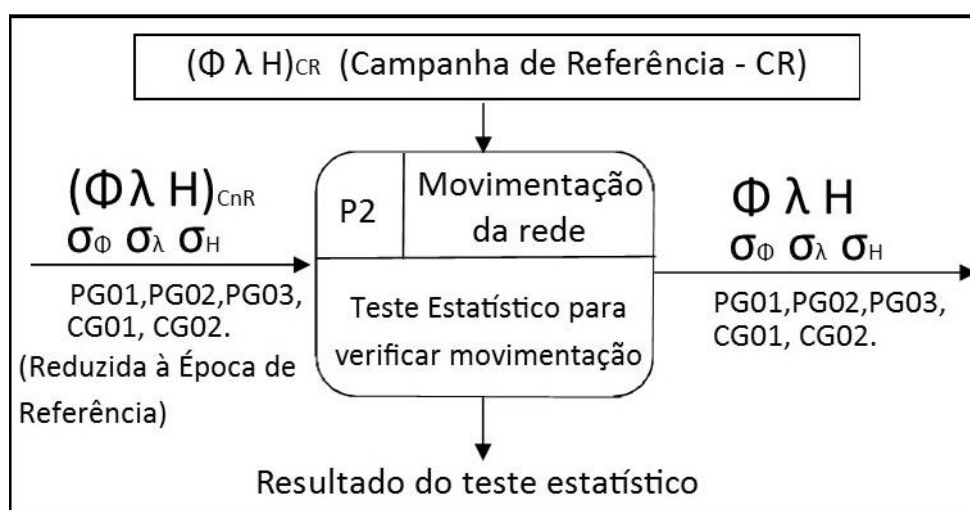 (Φ λ H)CR (Campanha de Referência - CR)
(Φ λ H)CnR
σΦ σλ σH
PG01,PG02,PG03,
CG01, CG02.
(Reduzida à Época de
Referência)
P2
Movimentação
da rede
Teste Estatístico para
verificar movimentação
Φ λ H
σΦ σλ σH
PG01,PG02,PG03,
CG01, CG02.
Resultado do teste estatístico